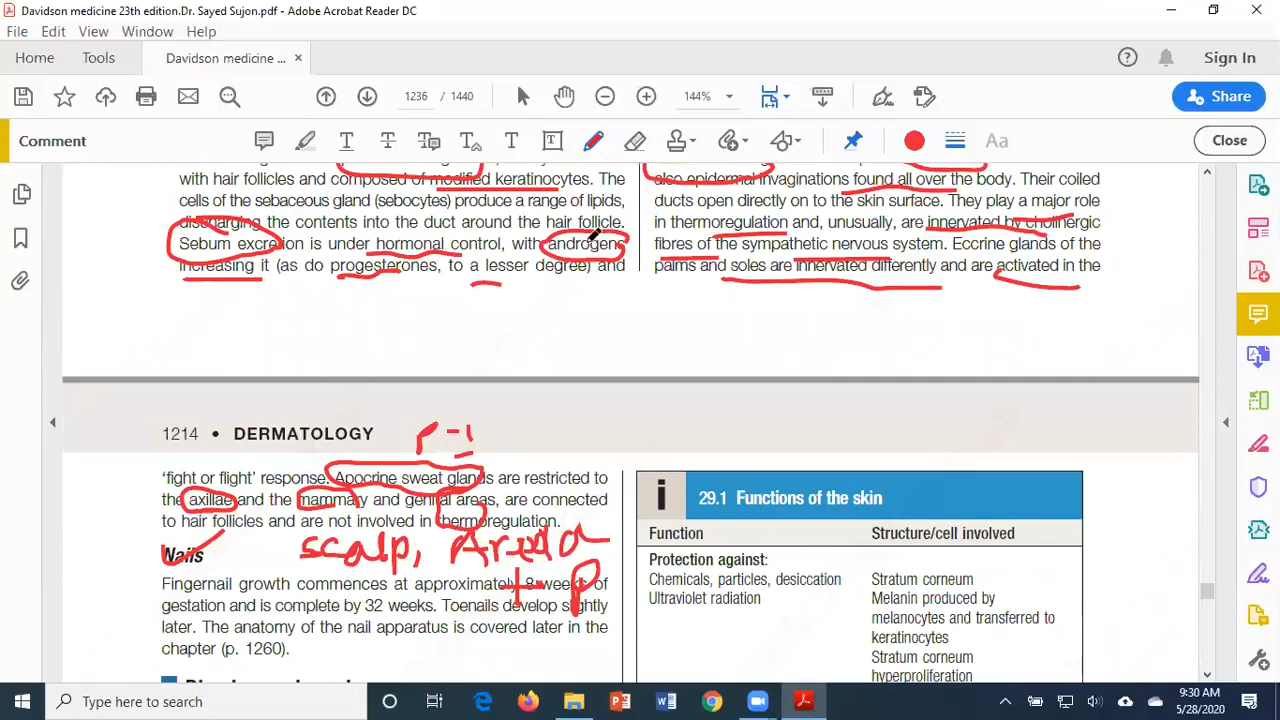 Davidson medicine 23th edition.Dr. Sayed Sujon.pdf - Adobe Acrobat Reader DC
File Edit View Window Help
Home Tools Davidson medicine ... × Sign In
1236 / 1440 144% Share
Comment Close
with hair follicles and composed of modified keratinocytes. The
cells of the sebaceous gland (sebocytes) produce a range of lipids,
discharging the contents into the duct around the hair follicle.
Sebum excretion is under hormonal control, with androgens
increasing it (as do progesterones, to a lesser degree) and
also epidermal invaginations found all over the body. Their coiled
ducts open directly on to the skin surface. They play a major role
in thermoregulation and, unusually, are innervated by cholinergic
fibres of the sympathetic nervous system. Eccrine glands of the
palms and soles are innervated differently and are activated in the
1214 • DERMATOLOGY
P-1
'fight or flight' response. Apocrine sweat glands are restricted to
the axillae and the mammary and genital areas, are connected
to hair follicles and are not involved in thermoregulation.
scalp,
Nails
+ P
Fingernail growth commences at approximately 8 weeks of
gestation and is complete by 32 weeks. Toenails develop slightly
later. The anatomy of the nail apparatus is covered later in the
chapter (p. 1260).
i 29.1 Functions of the skin
Function Structure/cell involved
Protection against:
Chemicals, particles, desiccation Stratum corneum
Ultraviolet radiation Melanin produced by
melanocytes and transferred to
keratinocytes
Stratum corneum
hyperproliferation
Type here to search
9:30 AM
5/28/2020